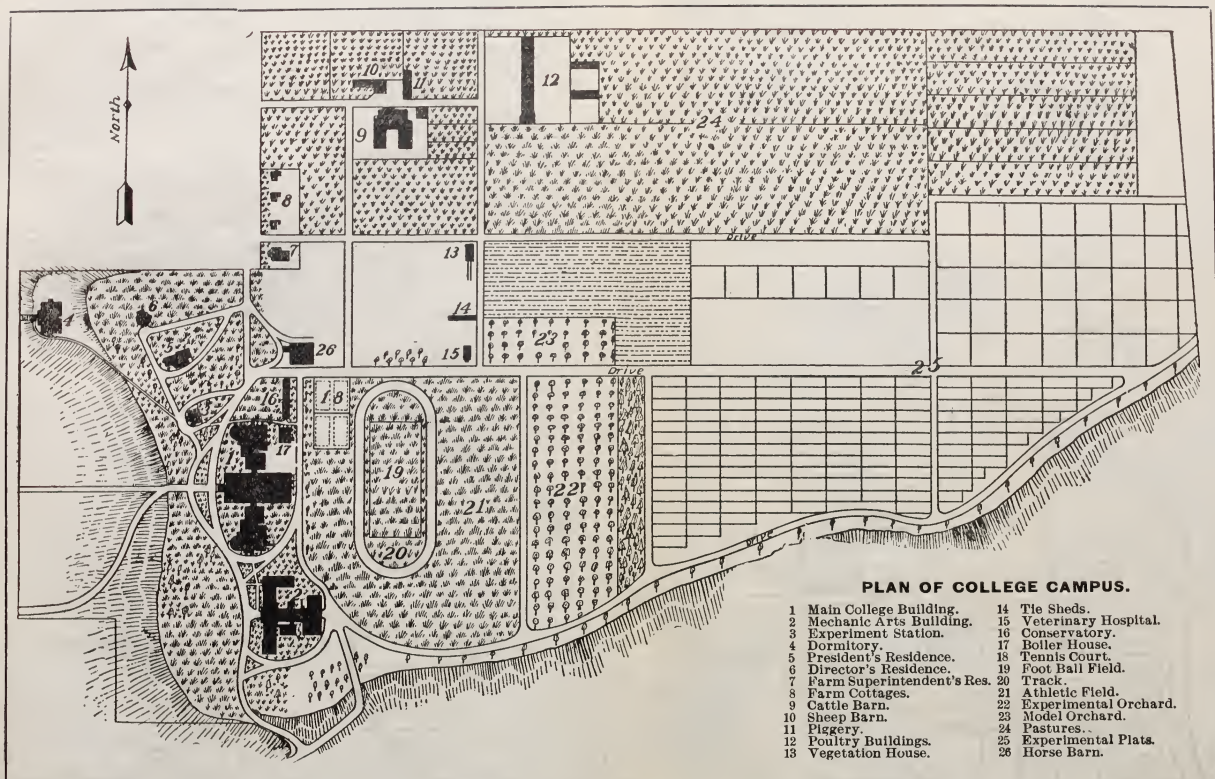 North
10
11
12
9
24
8
Drive
7
13
6
4
14
5
23
26
15
Drive
25
16
18
17
19
22
21
20
Drive
2
PLAN OF COLLEGE CAMPUS.
1 Main College Building.
2 Mechanic Arts Building.
3 Experiment Station.
4 Dormitory.
5 President's Residence.
6 Director's Residence.
7 Farm Superintendent's Res.
8 Farm Cottages.
9 Cattle Barn.
10 Sheep Barn.
11 Piggery.
12 Poultry Buildings.
13 Vegetation House.
14 Tie Sheds.
15 Veterinary Hospital.
16 Conservatory.
17 Boiler House.
18 Tennis Court.
19 Foot Ball Field.
20 Track.
21 Athletic Field.
22 Experimental Orchard.
23 Model Orchard.
24 Pastures.
25 Experimental Plats.
26 Horse Barn.